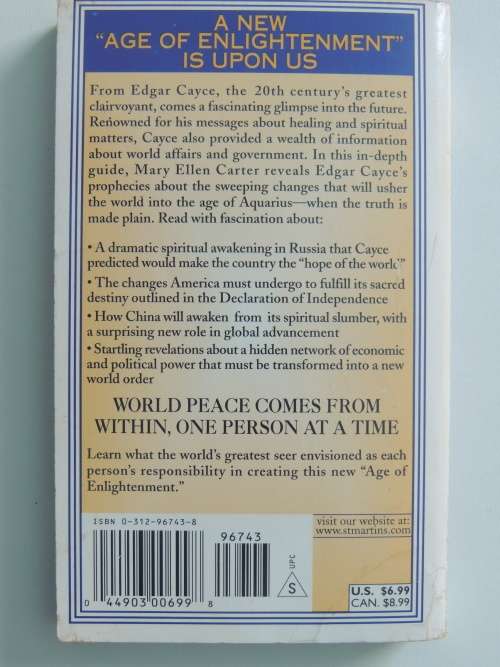 A NEW
"AGE OF ENLIGHTENMENT"
IS UPON US
From Edgar Cayce, the 20th century's greatest
clairvoyant, comes a fascinating glimpse into the future.
Renowned for his messages about healing and spiritual
matters, Cayce also provided a wealth of information
about world affairs and government. In this in-depth
guide, Mary Ellen Carter reveals Edgar Cayce's
prophecies about the sweeping changes that will usher
the world into the age of Aquarius—when the truth is
made plain. Read with fascination about:
• A dramatic spiritual awakening in Russia that Cayce
predicted would make the country the "hope of the world"
• The changes America must undergo to fulfill its sacred
destiny outlined in the Declaration of Independence
• How China will awaken from its spiritual slumber, with
a surprising new role in global advancement
• Startling revelations about a hidden network of economic
and political power that must be transformed into a new
world order
WORLD PEACE COMES FROM
WITHIN, ONE PERSON AT A TIME
Learn what the world's greatest seer envisioned as each
person's responsibility in creating this new "Age of
Enlightenment."
ISBN 0-312-96743-8
96743
UPC
S
0 44903 00699 8
visit our website at:
www.stmartins.com
U.S. $6.99
CAN. $8.99